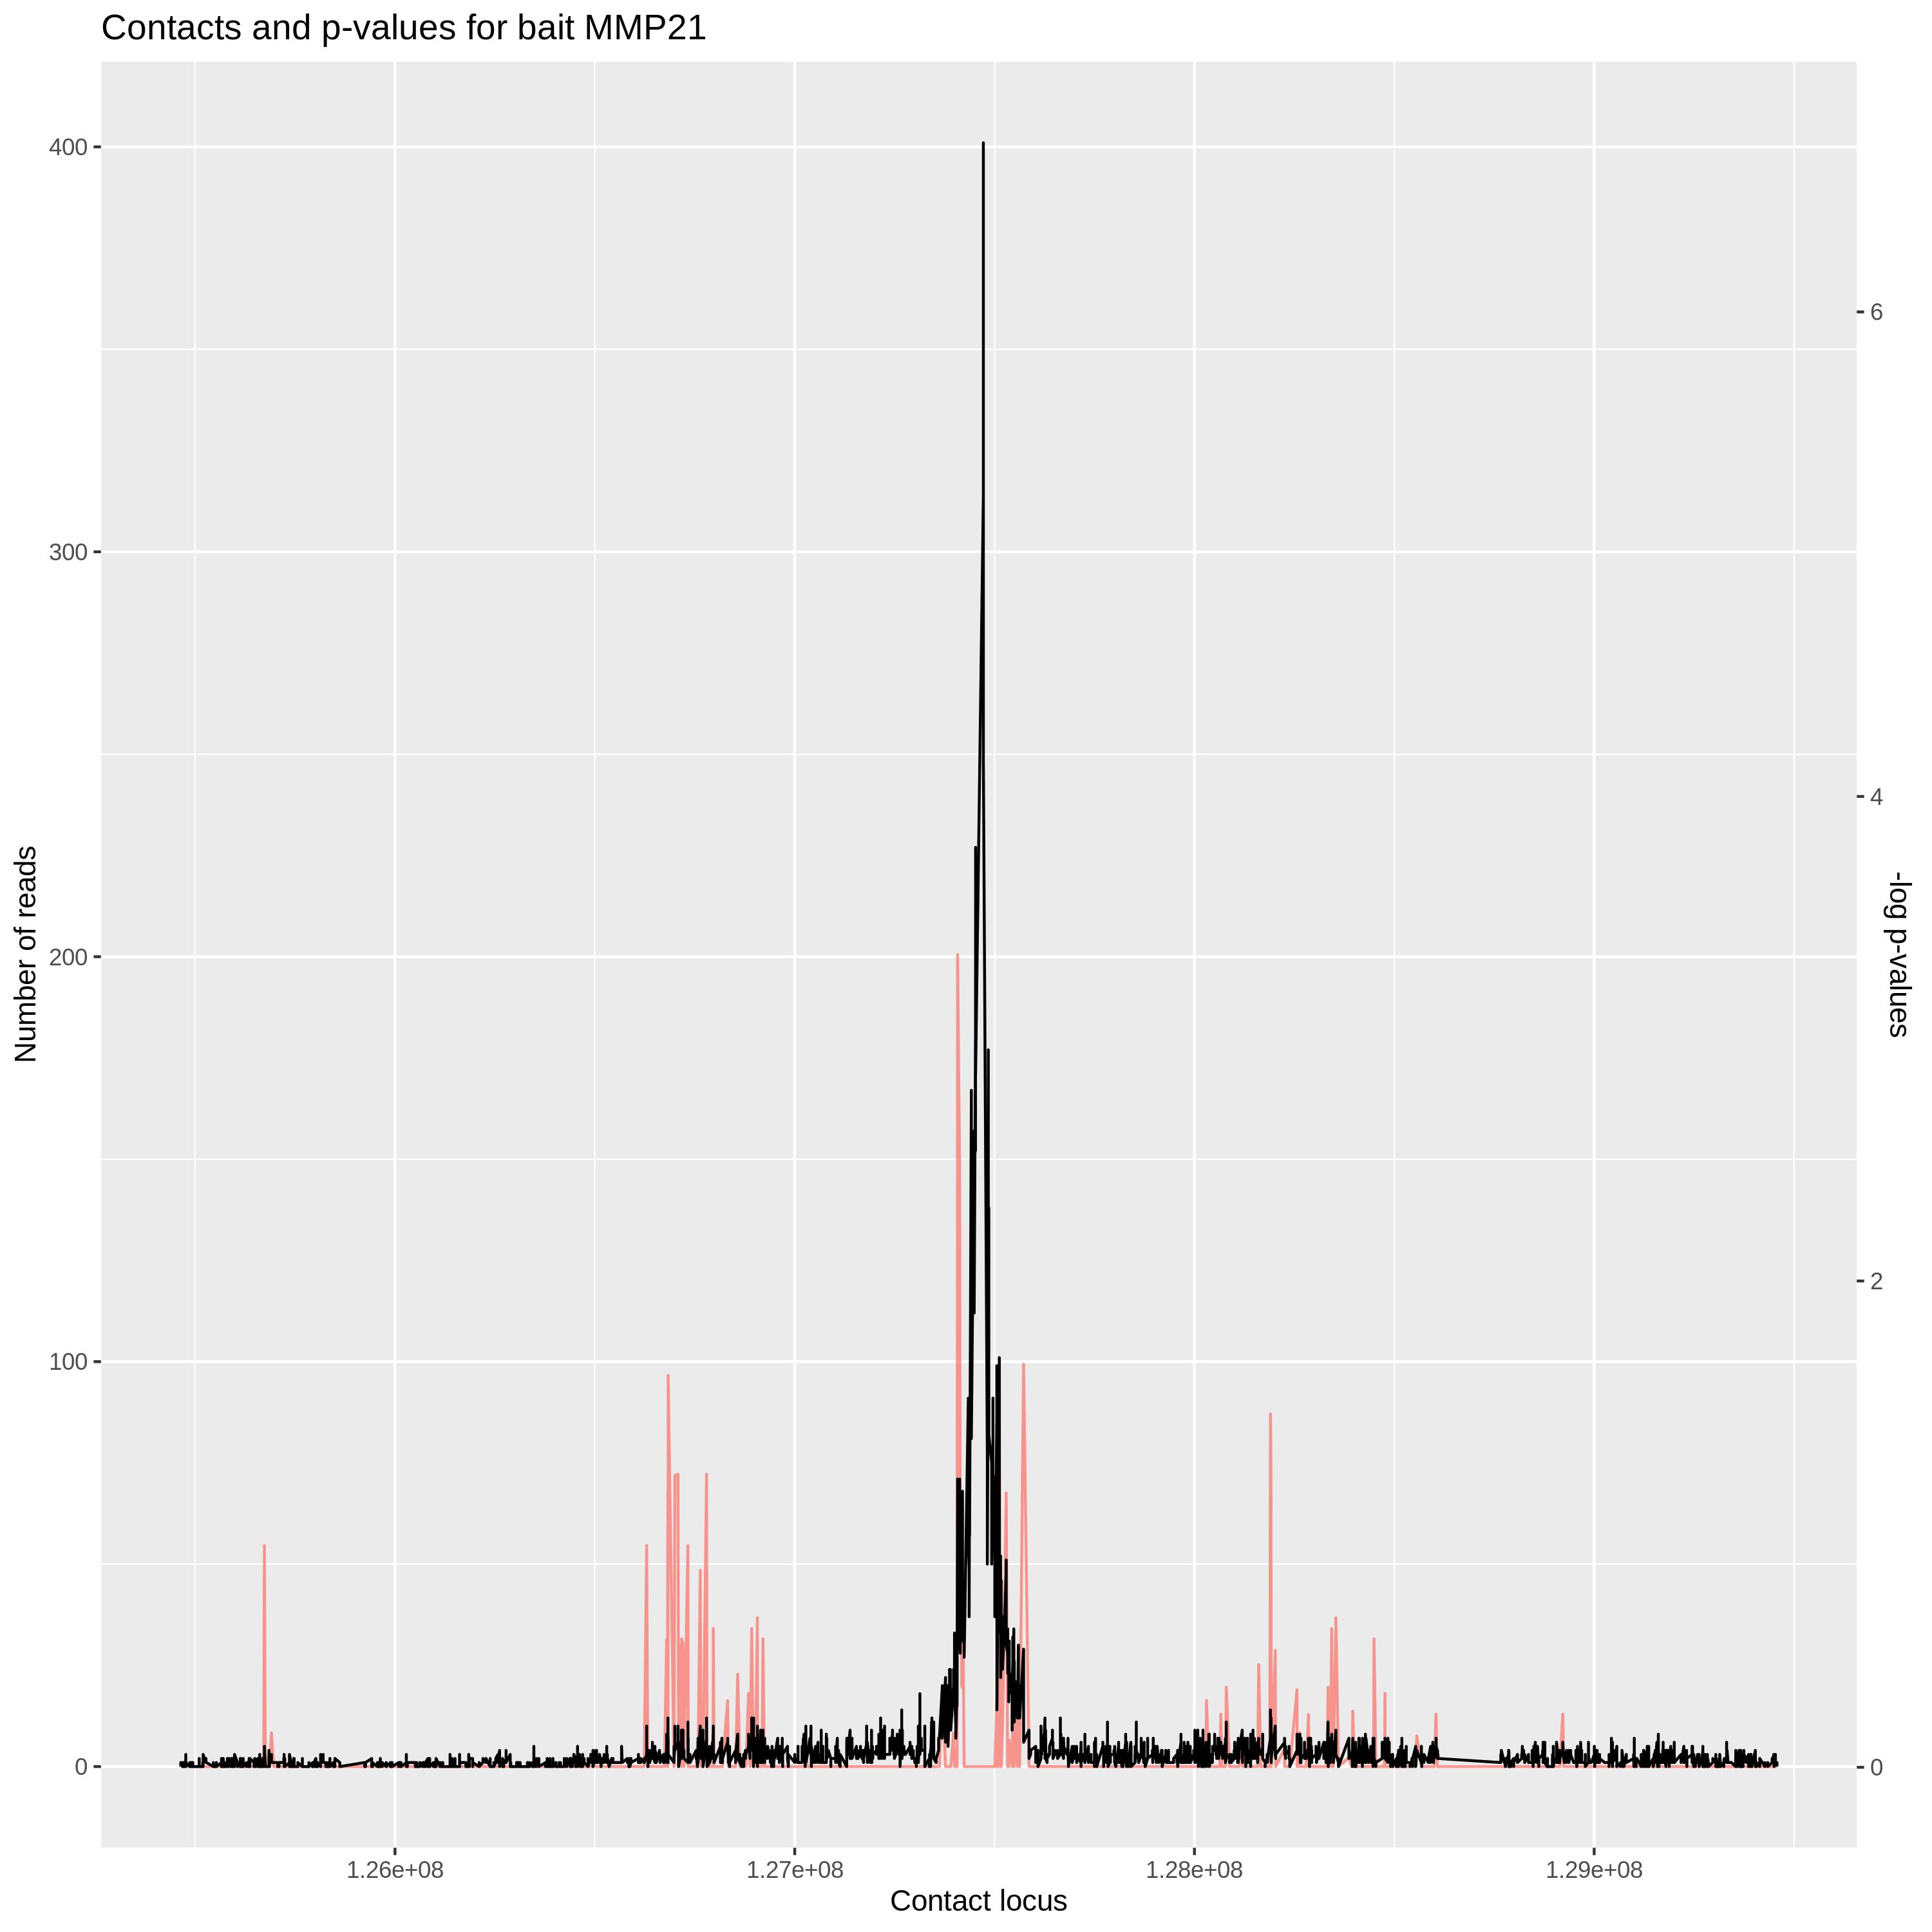 Contacts and p-values for bait MMP21
400
300
200
100
0
Number of reads
6
4
2
0
-log p-values
1.26e+08
1.27e+08
1.28e+08
1.29e+08
Contact locus